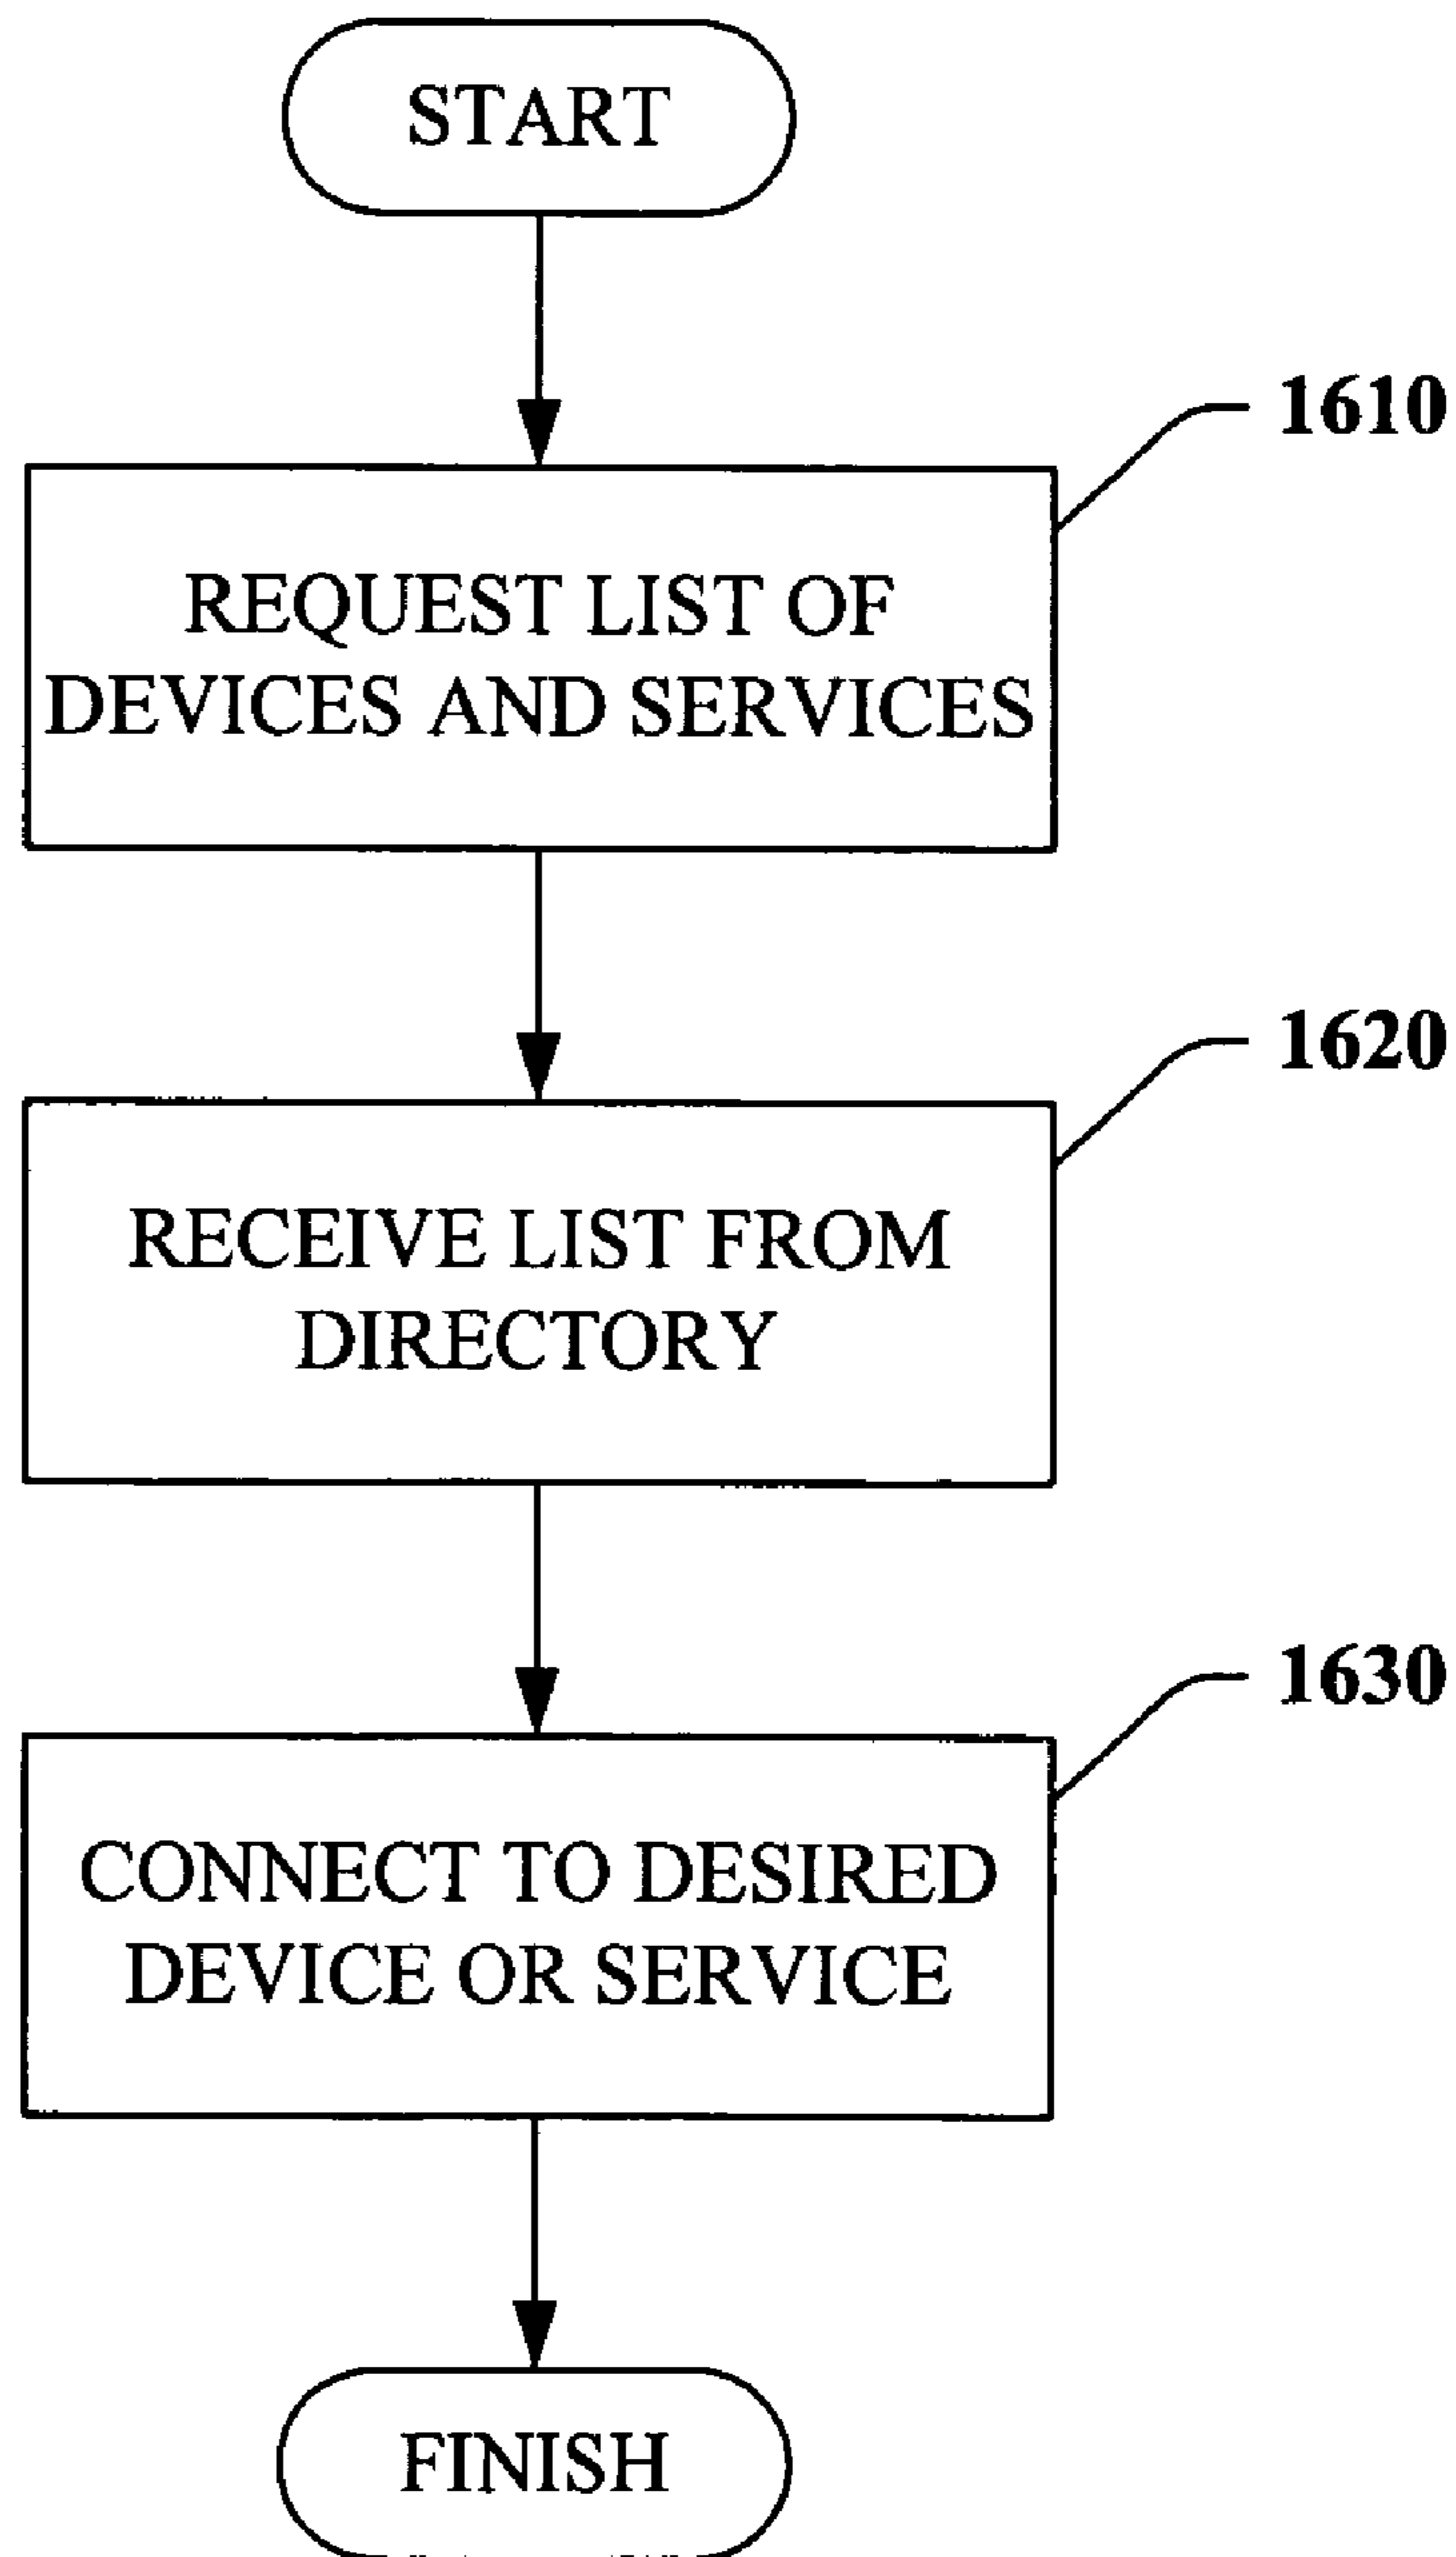 START
1610
REQUEST LIST OF
DEVICES AND SERVICES
1620
RECEIVE LIST FROM
DIRECTORY
1630
CONNECT TO DESIRED
DEVICE OR SERVICE
FINISH